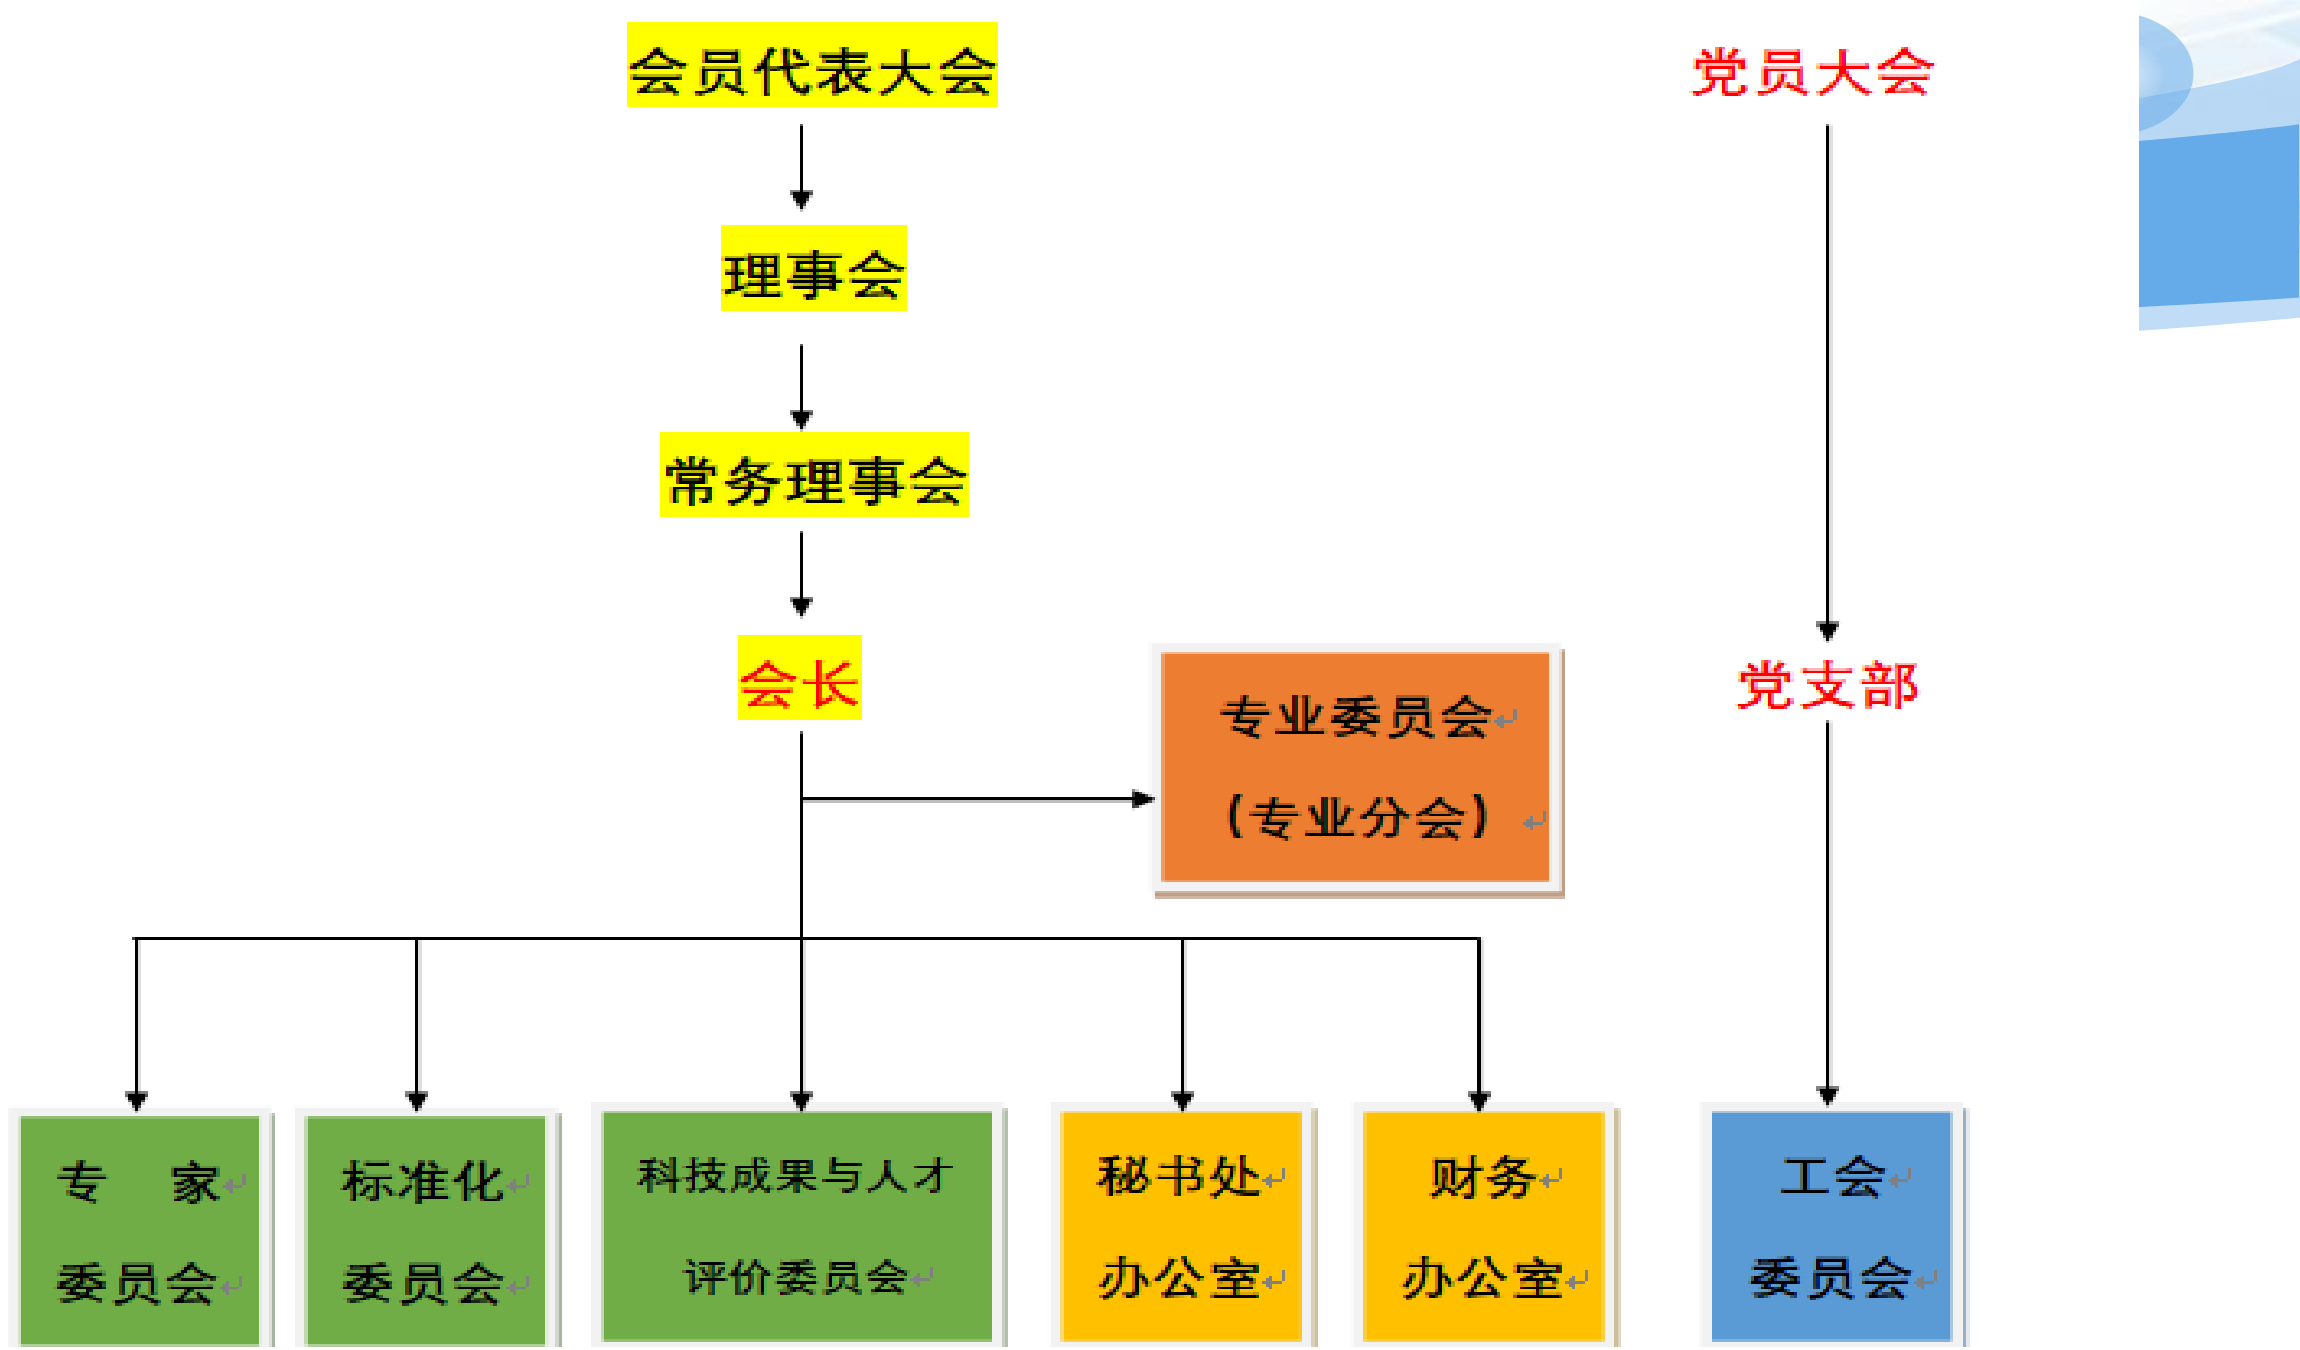 会员代表大会
党员大会
理事会
常务理事会
会长
党支部
专业委员会
（专业分会）
专 家
委员会
标准化
委员会
科技成果与人才
评价委员会
秘书处
办公室
财务
办公室
工会
委员会